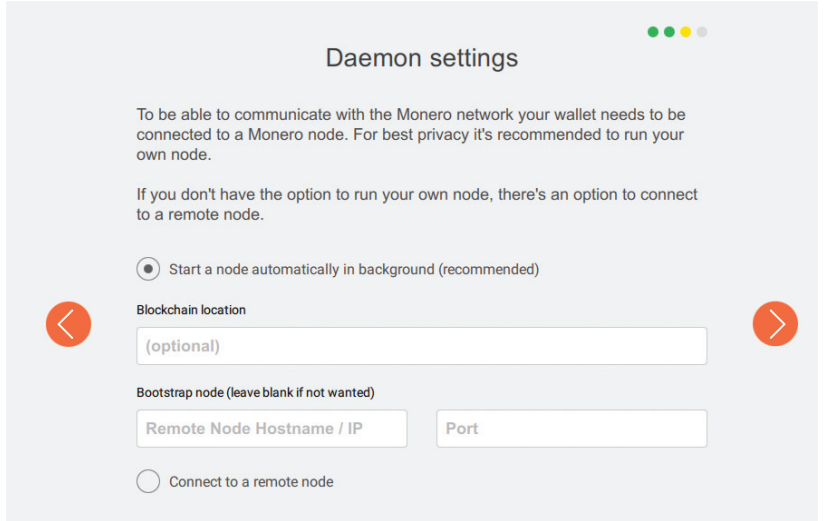 Daemon settings
To be able to communicate with the Monero network your wallet needs to be
connected to a Monero node. For best privacy it's recommended to run your
own node.
If you don't have the option to run your own node, there's an option to connect
to a remote node.
Start a node automatically in background (recommended)
Blockchain location
(optional)
Bootstrap node (leave blank if not wanted)
Remote Node Hostname / IP
Port
Connect to a remote node